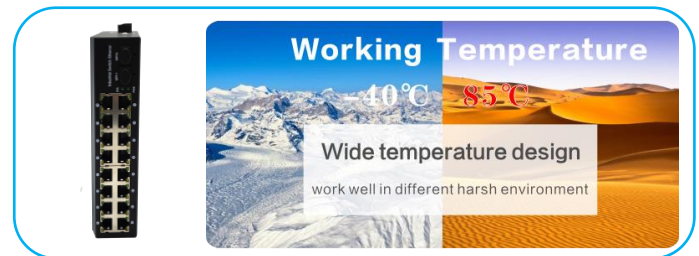 Working Temperature
-40℃ 85℃
Wide temperature design
work well in different harsh environment